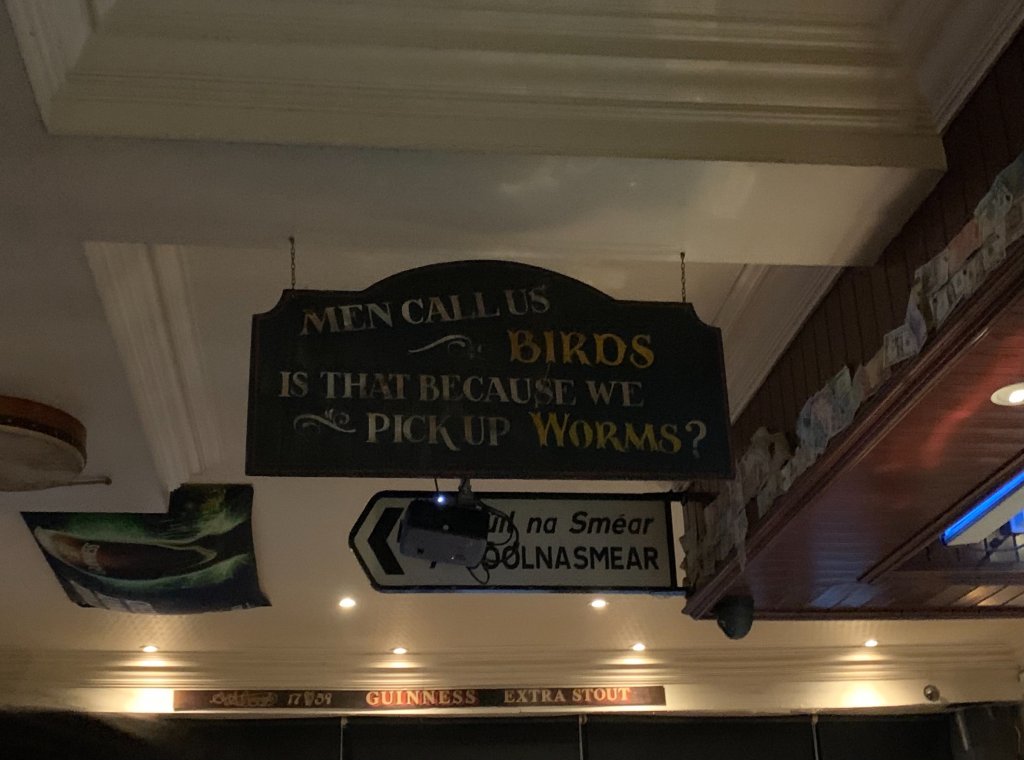 MEN CALL US
BIRDS
IS THAT BECAUSE WE
PICK UP WORMS?
na Sméar
OOLNASMEAR
1759 GUINNESS EXTRA STOUT